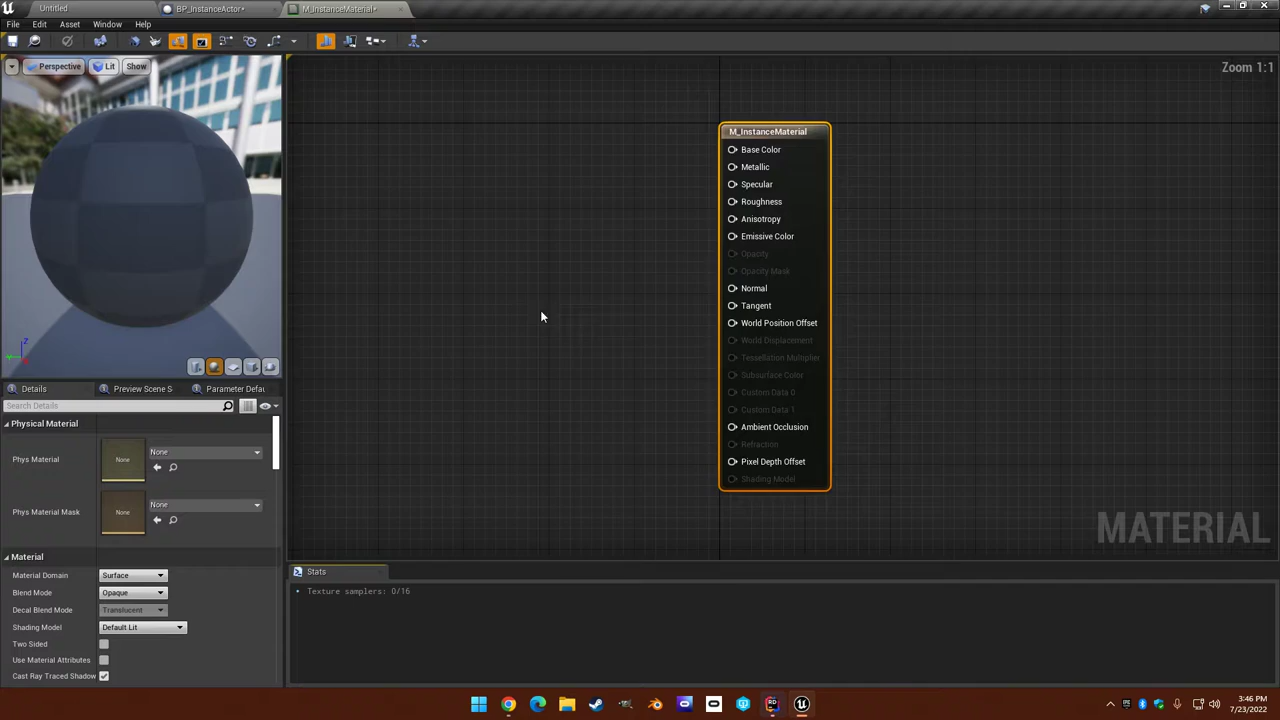 Untitled
BP_InstanceActor*
M_InstanceMaterial*
File Edit Asset Window Help
Perspective Lit Show
Zoom 1:1
M_InstanceMaterial
Base Color
Metallic
Specular
Roughness
Anisotropy
Emissive Color
Opacity
Opacity Mask
Normal
Tangent
World Position Offset
World Displacement
Tessellation Multiplier
Subsurface Color
Custom Data 0
Custom Data 1
Ambient Occlusion
Refraction
Pixel Depth Offset
Shading Model
MATERIAL
Z
Details Preview Scene S Parameter Defau
Search Details
Physical Material
Phys Material None None
Phys Material Mask None None
Material
Material Domain Surface
Blend Mode Opaque
Decal Blend Mode Translucent
Shading Model Default Lit
Two Sided
Use Material Attributes
Cast Ray Traced Shadow
Stats
Texture samplers: 0/16
3:46 PM
7/23/2022